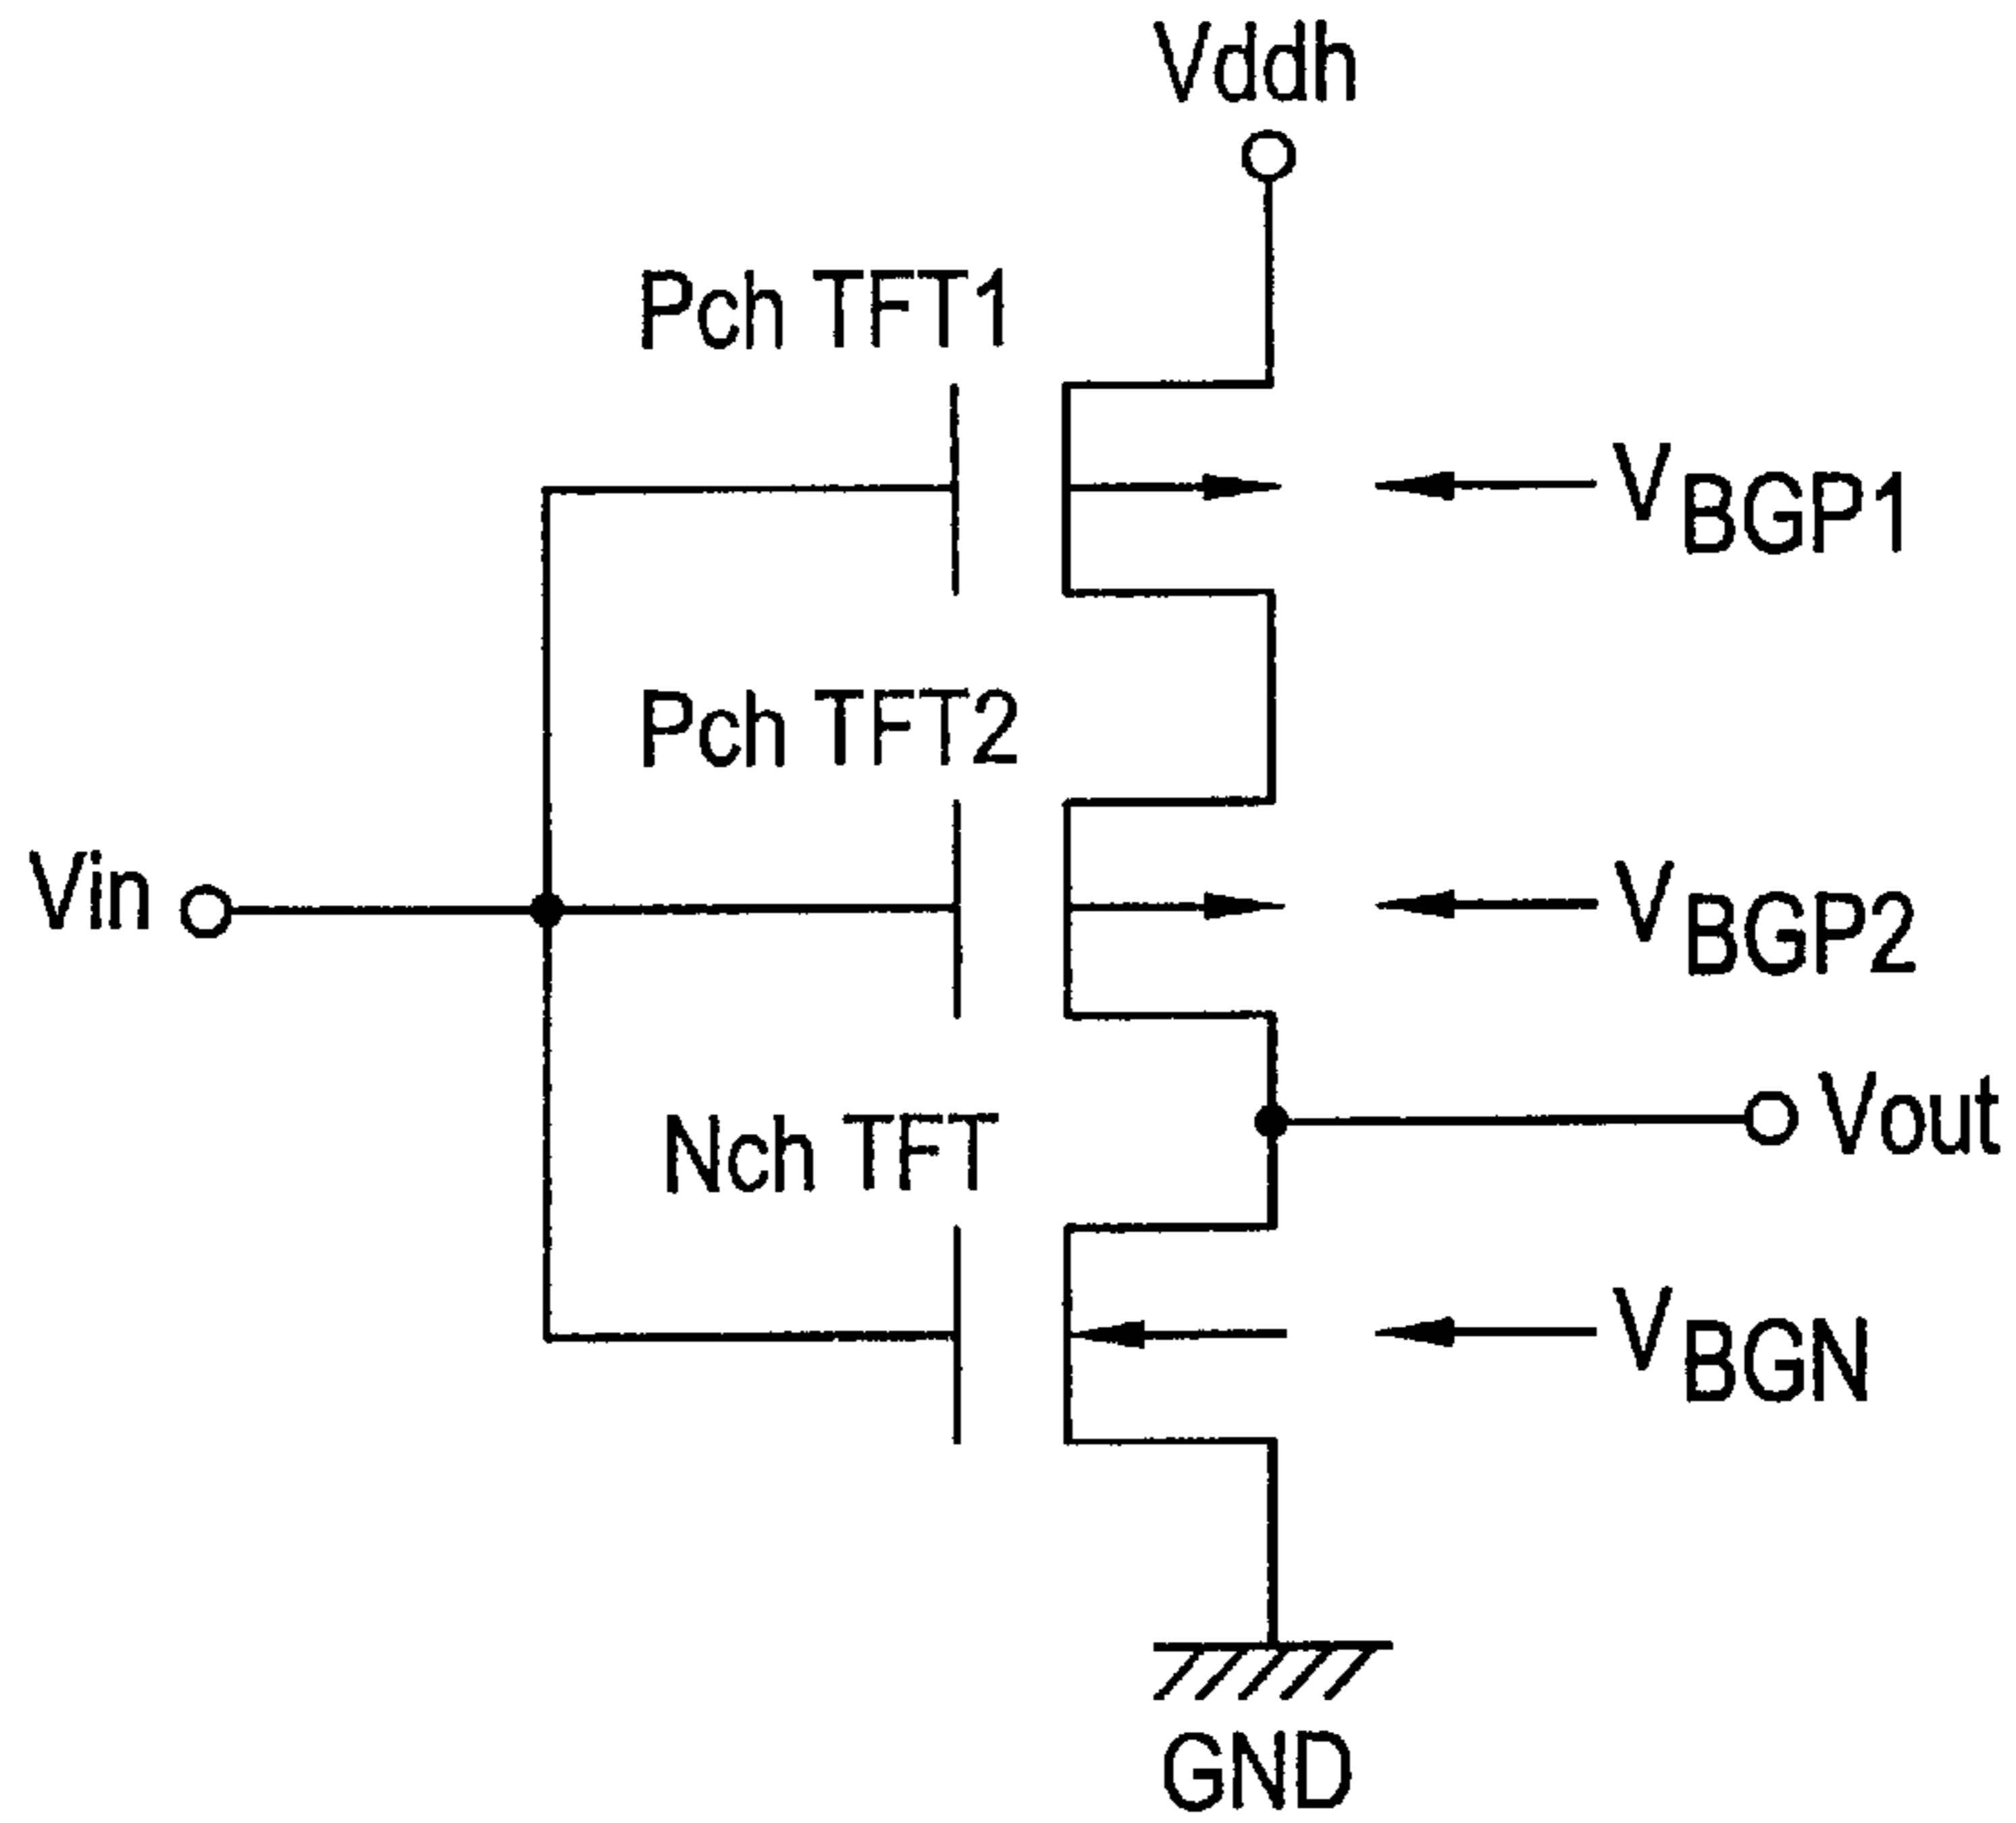 Vddh
Pch TFT1
VBGP1
Pch TFT2
Vin
VBGP2
Vout
Nch TFT
VBGN
GND